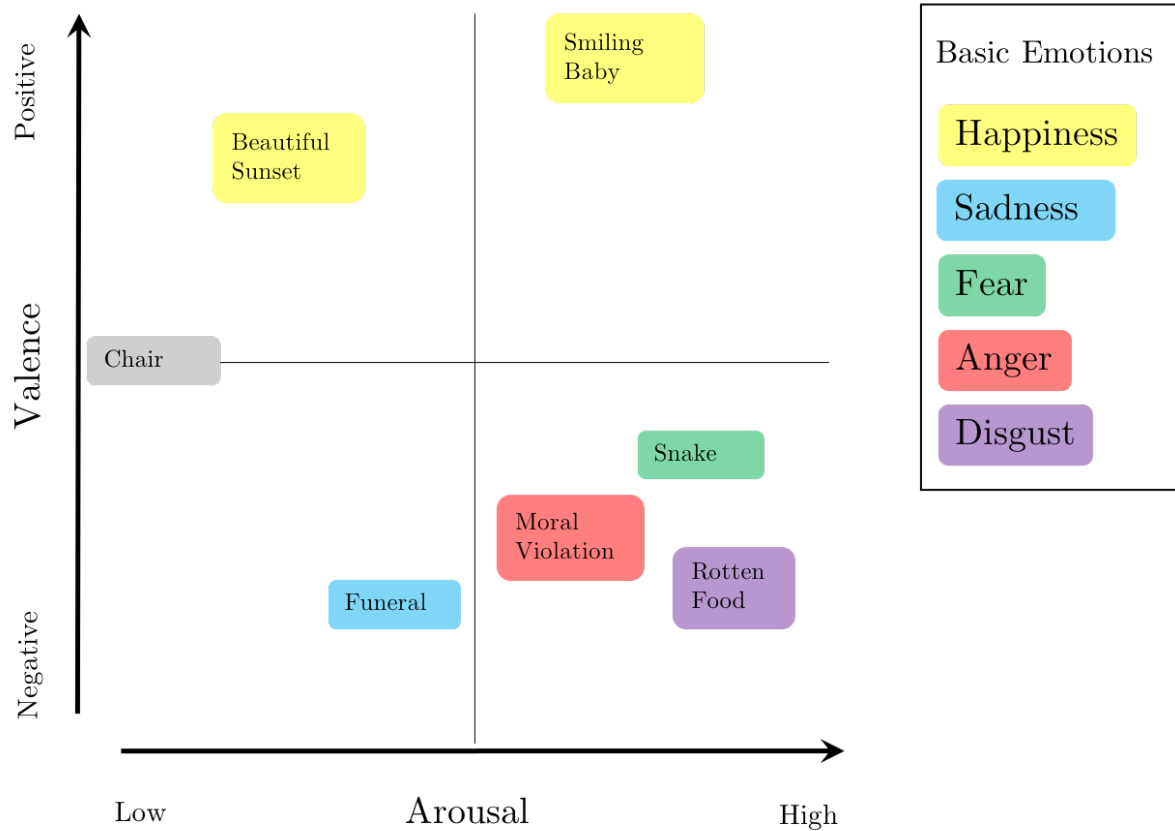 Positive
Valence
Negative
Smiling
Baby
Beautiful
Sunset
Chair
Snake
Moral
Violation
Rotten
Food
Funeral
Low
Arousal
High
Basic Emotions
Happiness
Sadness
Fear
Anger
Disgust